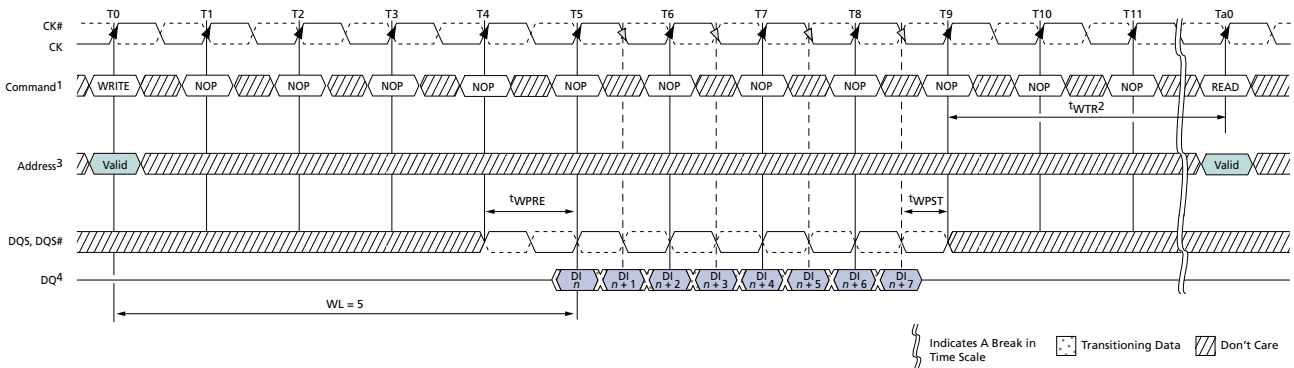 T0 T1 T2 T3 T4 T5 T6 T7 T8 T9 T10 T11 Ta0
CK#
CK
Command1 WRITE NOP NOP NOP NOP NOP NOP NOP NOP NOP NOP NOP READ
tWTR2
Address3 Valid Valid
tWPRE tWPST
DQS, DQS#
DQ4 DI n DI n + 1 DI n + 2 DI n + 3 DI n + 4 DI n + 5 DI n + 6 DI n + 7
WL = 5
Indicates A Break in
Time Scale
Transitioning Data
Don't Care